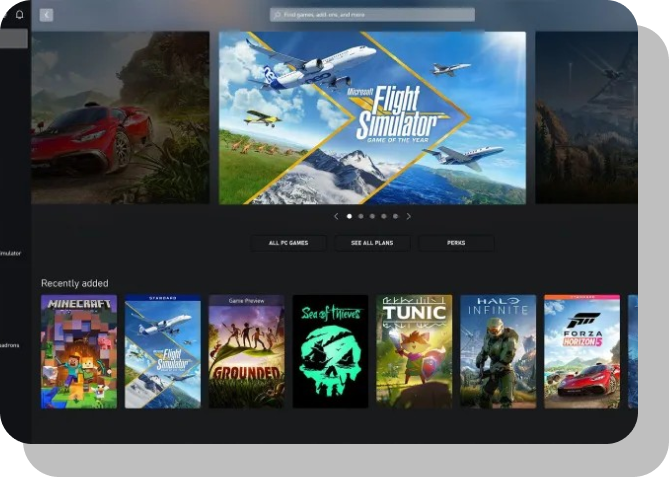 Find games, add-ons, and more
Microsoft
Flight
Simulator
GAME OF THE YEAR
ALL PC GAMES
SEE ALL PLANS
PERKS
imulator
Recently added
uadrons
MINECRAFT
STANDARD
Flight
Simulator
Game Preview
GROUNDED
Sea of Thieves
TUNIC
HALO
INFINITE
STANDARD
FORZA
HORIZON 5